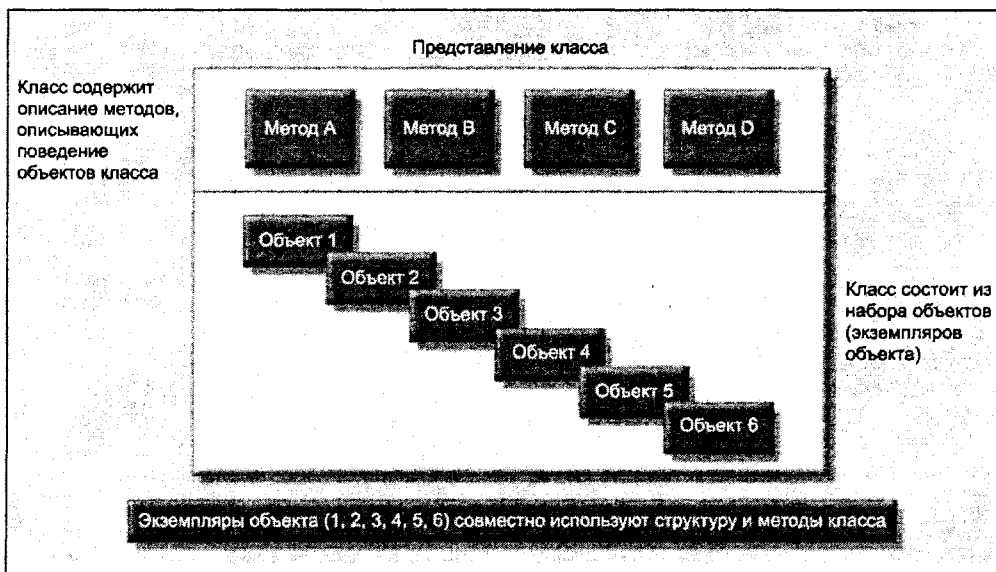 Представление класса
Класс содержит
описание методов,
описывающих
поведение
объектов класса
Метод A
Метод B
Метод C
Метод D
Объект 1
Объект 2
Объект 3
Объект 4
Объект 5
Объект 6
Класс состоит из
набора объектов
(экземпляров
объекта)
Экземпляры объекта (1, 2, 3, 4, 5, 6) совместно используют структуру и методы класса